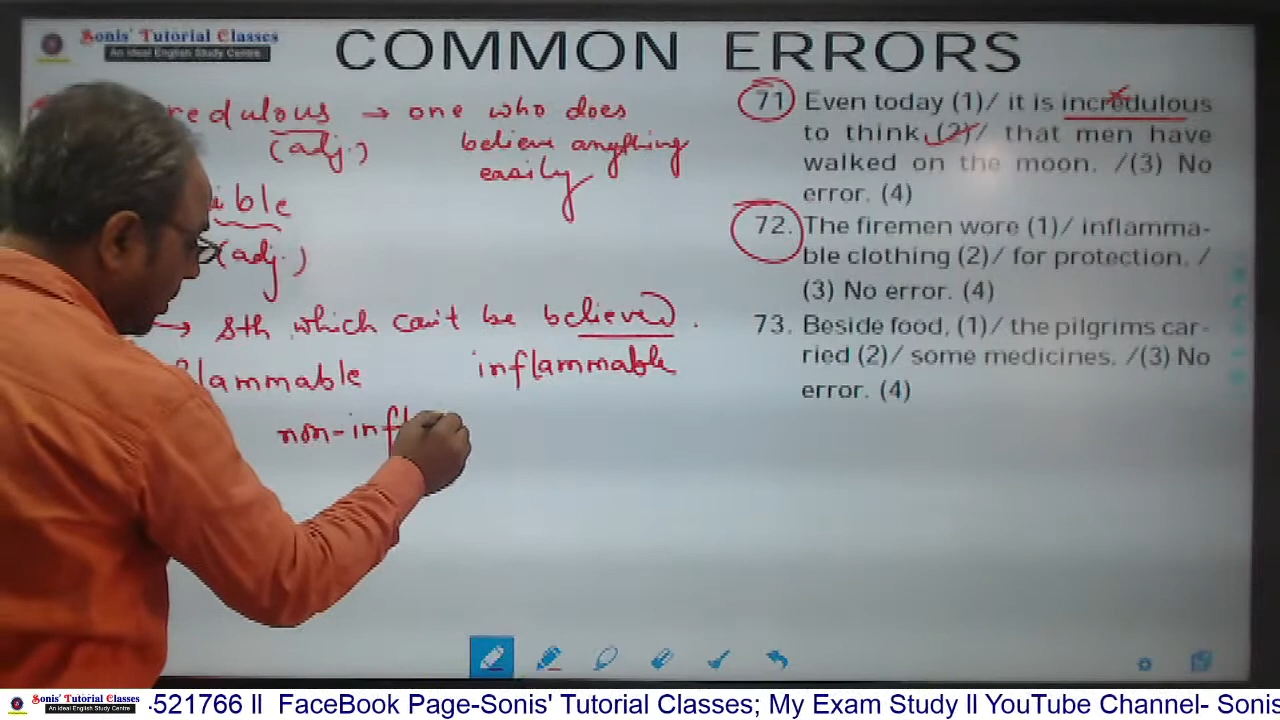 Sonis' Tutorial Classes
An Ideal English Study Centre
COMMON ERRORS
redulous → one who does
(adj.) believe anything
easily
ible
(adj.)
→ sth which can't be believed.
flammable inflammable
non-infl
71 Even today (1)/ it is incredulous
to think (2)/ that men have
walked on the moon. /(3) No
error. (4)
72. The firemen wore (1)/ inflamma-
ble clothing (2)/ for protection. /
(3) No error. (4)
73. Beside food, (1)/ the pilgrims car-
ried (2)/ some medicines. /(3) No
error. (4)
Sonis' Tutorial Classes
An Ideal English Study Centre
521766 ll FaceBook Page-Sonis' Tutorial Classes; My Exam Study ll YouTube Channel- Sonis